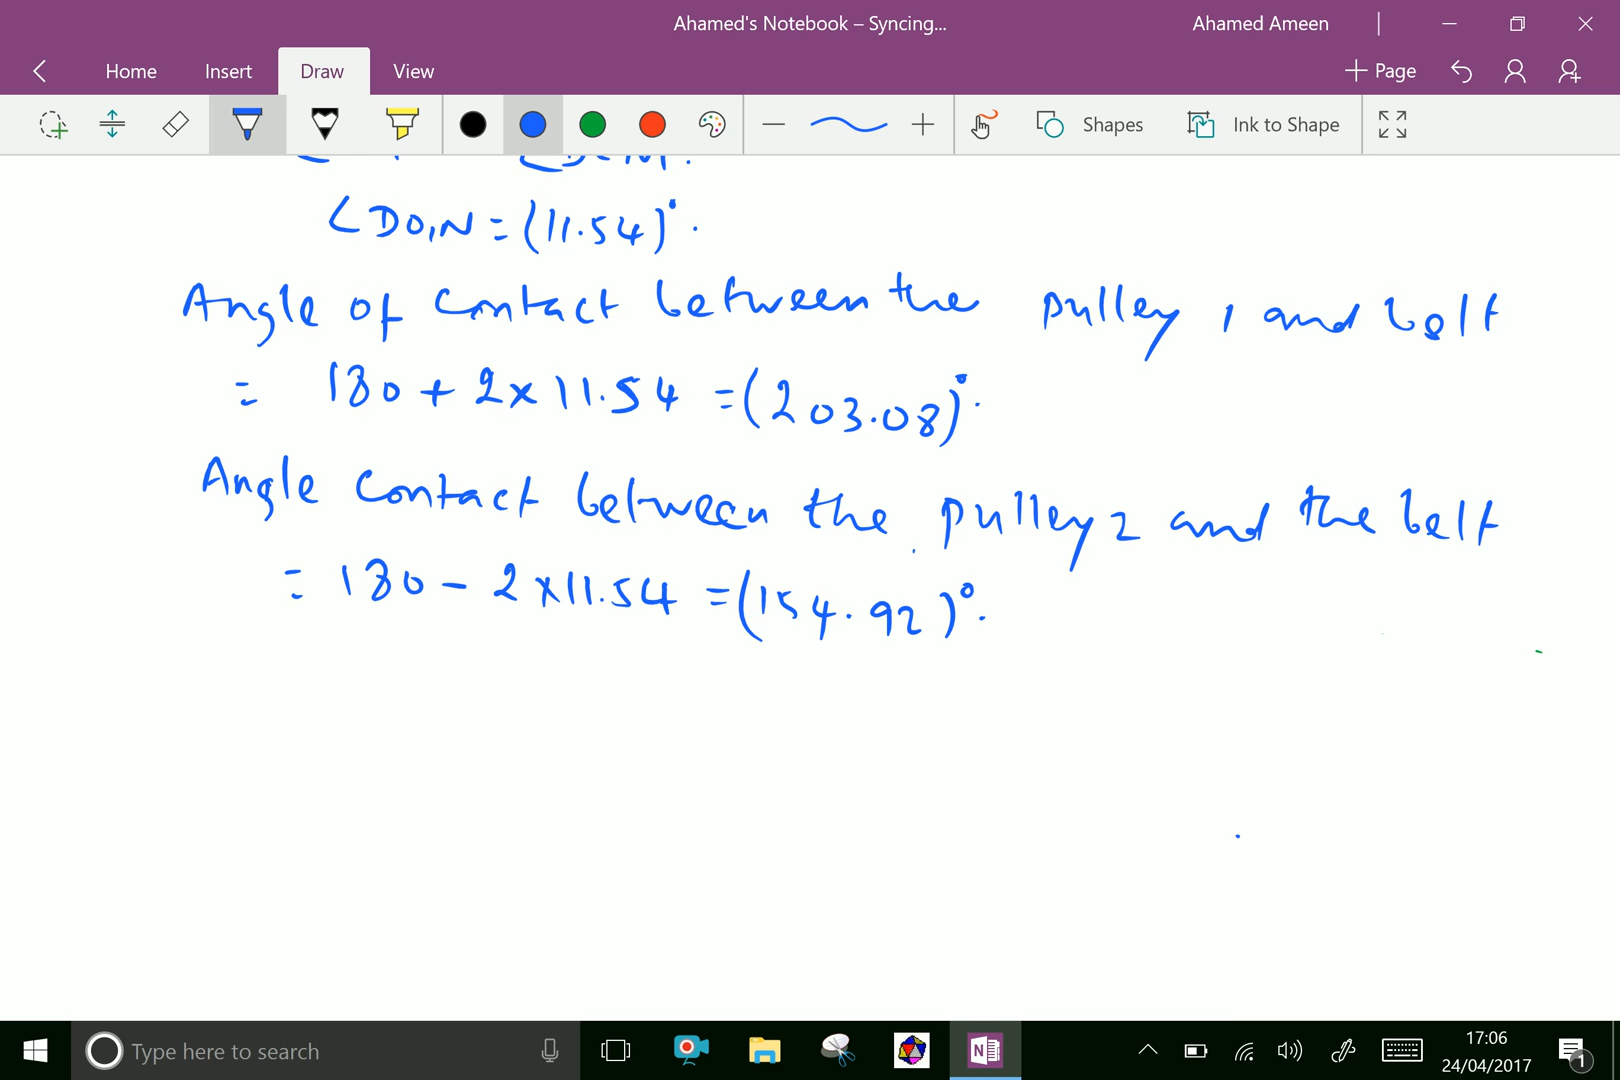 Ahamed's Notebook – Syncing...
Ahamed Ameen
Home Insert Draw View
Page
Shapes Ink to Shape
∠DO₁N = (11.54)°.
Angle of contact between the pulley 1 and belt
= 180 + 2 × 11.54 = (203.08)°.
Angle contact between the pulley 2 and the belt
= 180 - 2 × 11.54 = (154.92)°.
Type here to search
17:06
24/04/2017
1